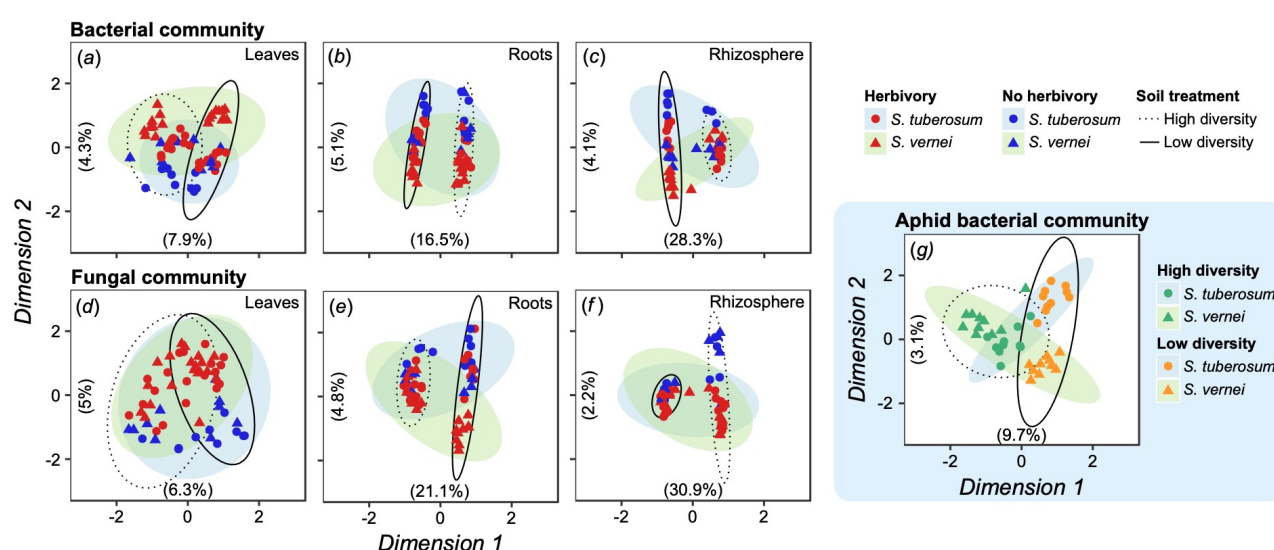 Bacterial community
(a) Leaves
(b) Roots
(c) Rhizosphere
2
0
-2
(4.3%)
(7.9%)
(5.1%)
(16.5%)
(4.1%)
(28.3%)
Herbivory
S. tuberosum
S. vernei
No herbivory
S. tuberosum
S. vernei
Soil treatment
High diversity
Low diversity
Dimension 2
Fungal community
(d) Leaves
(e) Roots
(f) Rhizosphere
2
0
-2
(5%)
(6.3%)
(4.8%)
(21.1%)
(2.2%)
(30.9%)
-2 0 2
-2 0 2
-2 0 2
Dimension 1
Aphid bacterial community
(g)
Dimension 2
2
0
-2
(3.1%)
(9.7%)
-2 0 2
Dimension 1
High diversity
S. tuberosum
S. vernei
Low diversity
S. tuberosum
S. vernei